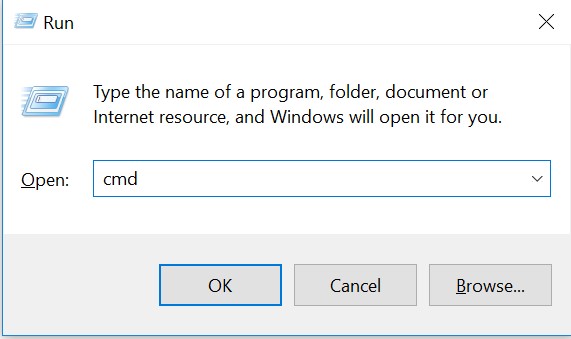 Run
Type the name of a program, folder, document or
Internet resource, and Windows will open it for you.
Open: cmd
OK Cancel Browse...